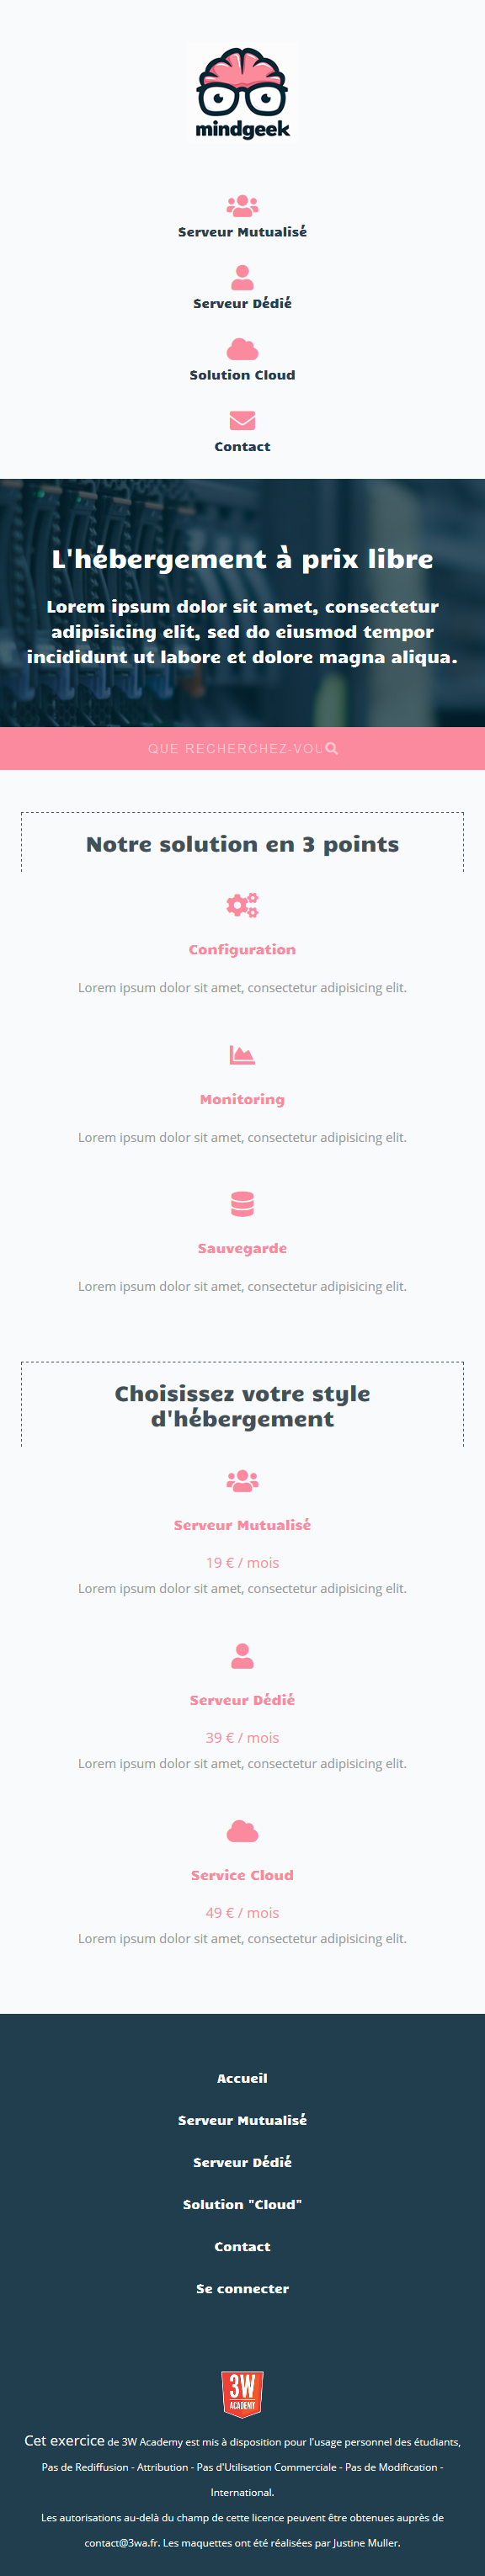 mindgeek
Serveur Mutualisé
Serveur Dédié
Solution Cloud
Contact
L'hébergement à prix libre
Lorem ipsum dolor sit amet, consectetur
adipisicing elit, sed do eiusmod tempor
incididunt ut labore et dolore magna aliqua.
QUE RECHERCHEZ-VOU
Notre solution en 3 points
Configuration
Lorem ipsum dolor sit amet, consectetur adipisicing elit.
Monitoring
Lorem ipsum dolor sit amet, consectetur adipisicing elit.
Sauvegarde
Lorem ipsum dolor sit amet, consectetur adipisicing elit.
Choisissez votre style
d'hébergement
Serveur Mutualisé
19 € / mois
Lorem ipsum dolor sit amet, consectetur adipisicing elit.
Serveur Dédié
39 € / mois
Lorem ipsum dolor sit amet, consectetur adipisicing elit.
Service Cloud
49 € / mois
Lorem ipsum dolor sit amet, consectetur adipisicing elit.
Accueil
Serveur Mutualisé
Serveur Dédié
Solution "Cloud"
Contact
Se connecter
3W
ACADEMY
Cet exercice de 3W Academy est mis à disposition pour l'usage personnel des étudiants,
Pas de Rediffusion - Attribution - Pas d'Utilisation Commerciale - Pas de Modification -
International.
Les autorisations au-delà du champ de cette licence peuvent être obtenues auprès de
contact@3wa.fr. Les maquettes ont été réalisées par Justine Muller.